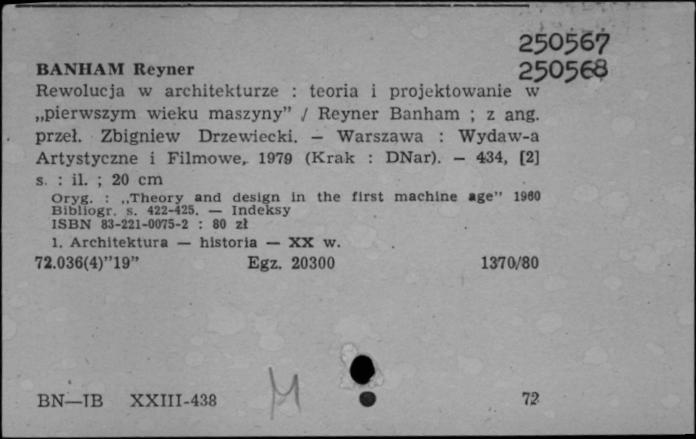 250567
BANHAM Reyner 250568
Rewolucja w architekturze : teoria i projektowanie w
„pierwszym wieku maszyny” / Reyner Banham ; z ang.
przeł. Zbigniew Drzewiecki. — Warszawa : Wydaw-a
Artystyczne i Filmowe, 1979 (Krak : DNar). — 434, [2]
s. : il. ; 20 cm
Oryg. : „Theory and design in the first machine age” 1960
Bibliogr. s. 422-425. — Indeksy
ISBN 83-221-0075-2 : 80 zł
1. Architektura — historia — XX w.
72.036(4)”19” Egz. 20300 1370/80
BN—IB XXIII-438 M 72